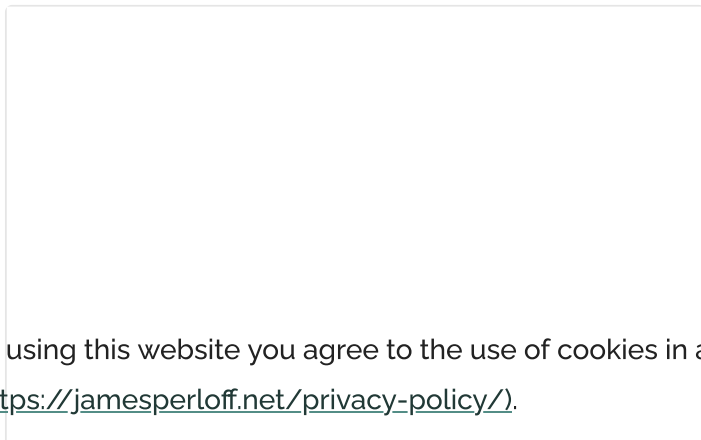 using this website you agree to the use of cookies in a
tps://jamesperloff.net/privacy-policy/).